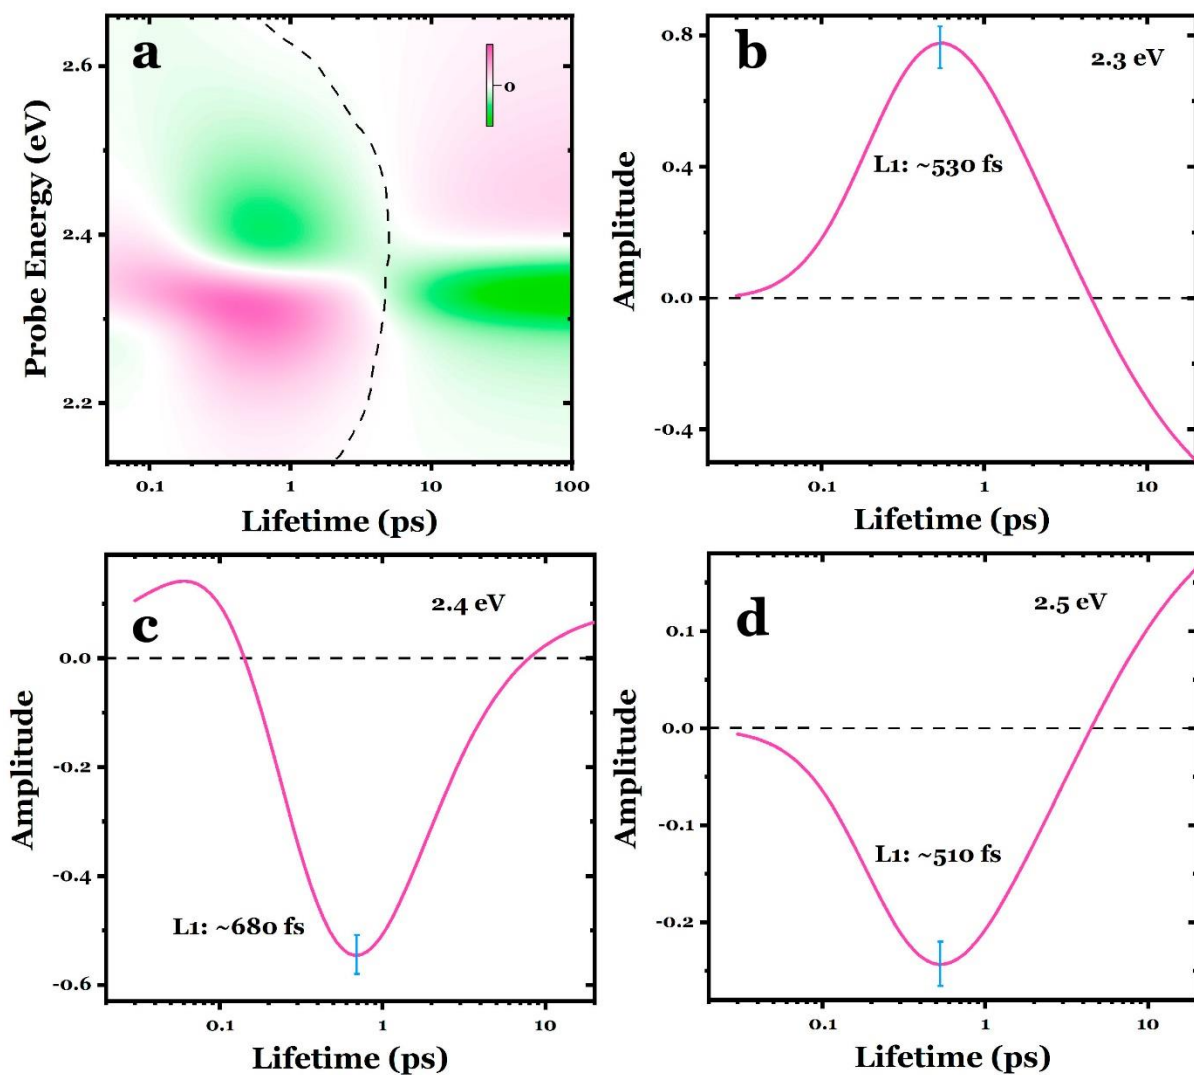 a
0
Probe Energy (eV)
2.6
2.4
2.2
0.1
1
10
100
Lifetime (ps)
b
2.3 eV
L1: ~530 fs
Amplitude
0.8
0.4
0.0
-0.4
0.1
1
10
Lifetime (ps)
c
2.4 eV
L1: ~680 fs
Amplitude
0.0
-0.2
-0.4
-0.6
0.1
1
10
Lifetime (ps)
d
2.5 eV
L1: ~510 fs
Amplitude
0.1
0.0
-0.1
-0.2
0.1
1
10
Lifetime (ps)